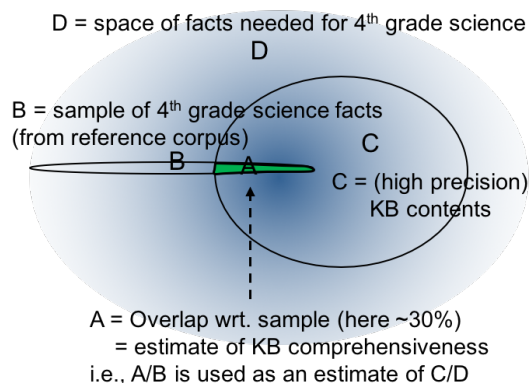 D = space of facts needed for 4th grade science
D
B = sample of 4th grade science facts
(from reference corpus)
C
B
A
C = (high precision)
KB contents
A = Overlap wrt. sample (here ~30%)
= estimate of KB comprehensiveness
i.e., A/B is used as an estimate of C/D